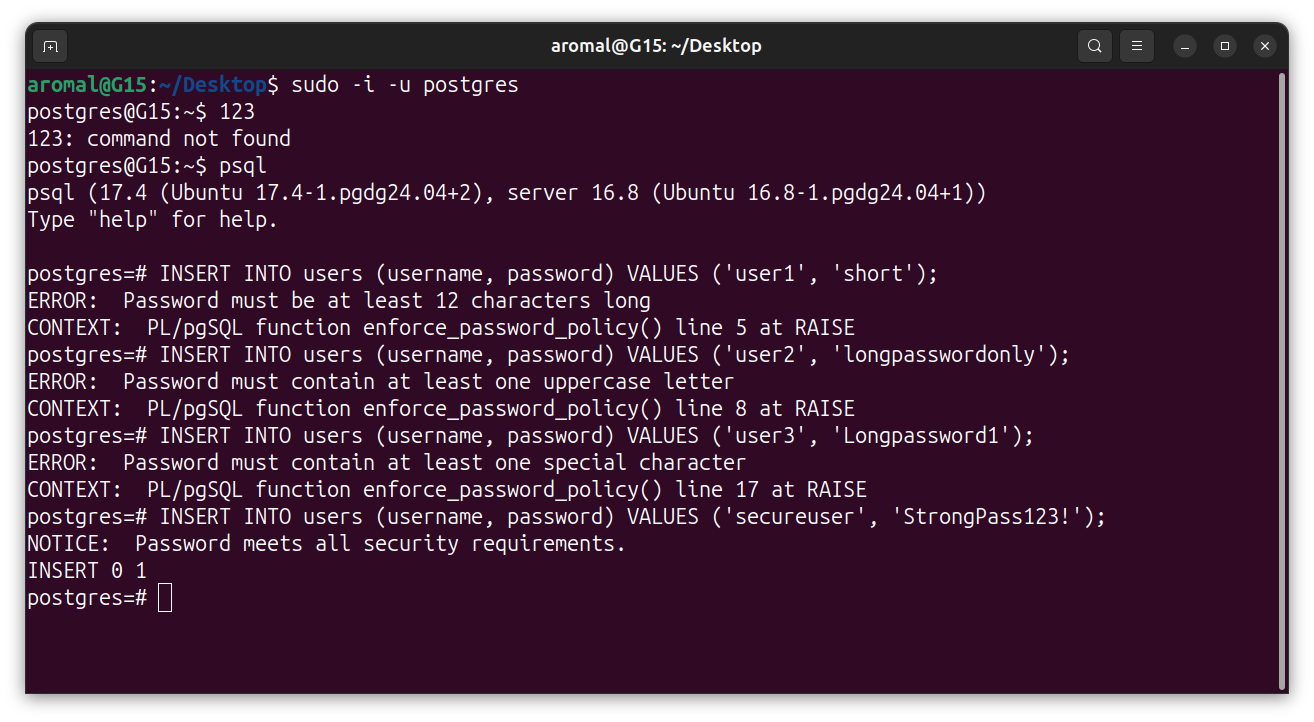 aromal@G15: ~/Desktop
aromal@G15:~/Desktop$ sudo -i -u postgres
postgres@G15:~$ 123
123: command not found
postgres@G15:~$ psql
psql (17.4 (Ubuntu 17.4-1.pgdg24.04+2), server 16.8 (Ubuntu 16.8-1.pgdg24.04+1))
Type "help" for help.
postgres=# INSERT INTO users (username, password) VALUES ('user1', 'short');
ERROR:  Password must be at least 12 characters long
CONTEXT:  PL/pgSQL function enforce_password_policy() line 5 at RAISE
postgres=# INSERT INTO users (username, password) VALUES ('user2', 'longpasswordonly');
ERROR:  Password must contain at least one uppercase letter
CONTEXT:  PL/pgSQL function enforce_password_policy() line 8 at RAISE
postgres=# INSERT INTO users (username, password) VALUES ('user3', 'Longpassword1');
ERROR:  Password must contain at least one special character
CONTEXT:  PL/pgSQL function enforce_password_policy() line 17 at RAISE
postgres=# INSERT INTO users (username, password) VALUES ('secureuser', 'StrongPass123!');
NOTICE:  Password meets all security requirements.
INSERT 0 1
postgres=#